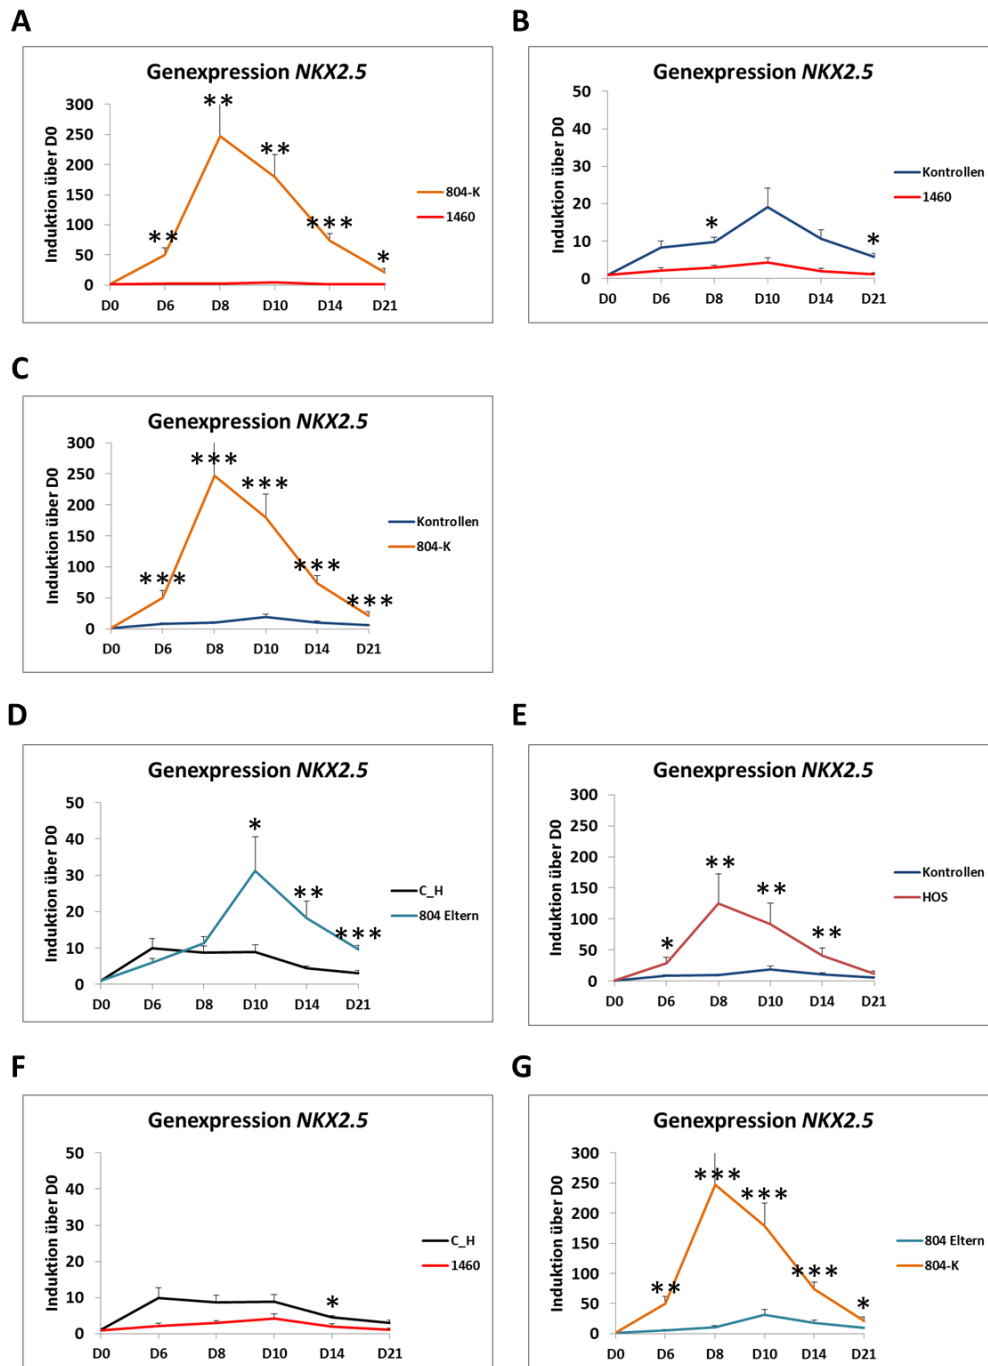 A
Genexpression NKX2.5
Induktion über D0
300
250
200
150
100
50
0
** ** ** *** *
D0 D6 D8 D10 D14 D21
804-K
1460
B
Genexpression NKX2.5
Induktion über D0
50
40
30
20
10
0
* *
D0 D6 D8 D10 D14 D21
Kontrollen
1460
C
Genexpression NKX2.5
Induktion über D0
300
250
200
150
100
50
0
*** *** *** *** ***
D0 D6 D8 D10 D14 D21
Kontrollen
804-K
D
Genexpression NKX2.5
Induktion über D0
50
40
30
20
10
0
* ** ***
D0 D6 D8 D10 D14 D21
C_H
804 Eltern
E
Genexpression NKX2.5
Induktion über D0
300
250
200
150
100
50
0
* ** ** **
D0 D6 D8 D10 D14 D21
Kontrollen
HOS
F
Genexpression NKX2.5
Induktion über D0
50
40
30
20
10
0
*
D0 D6 D8 D10 D14 D21
C_H
1460
G
Genexpression NKX2.5
Induktion über D0
300
250
200
150
100
50
0
** *** *** *** *
D0 D6 D8 D10 D14 D21
804 Eltern
804-K